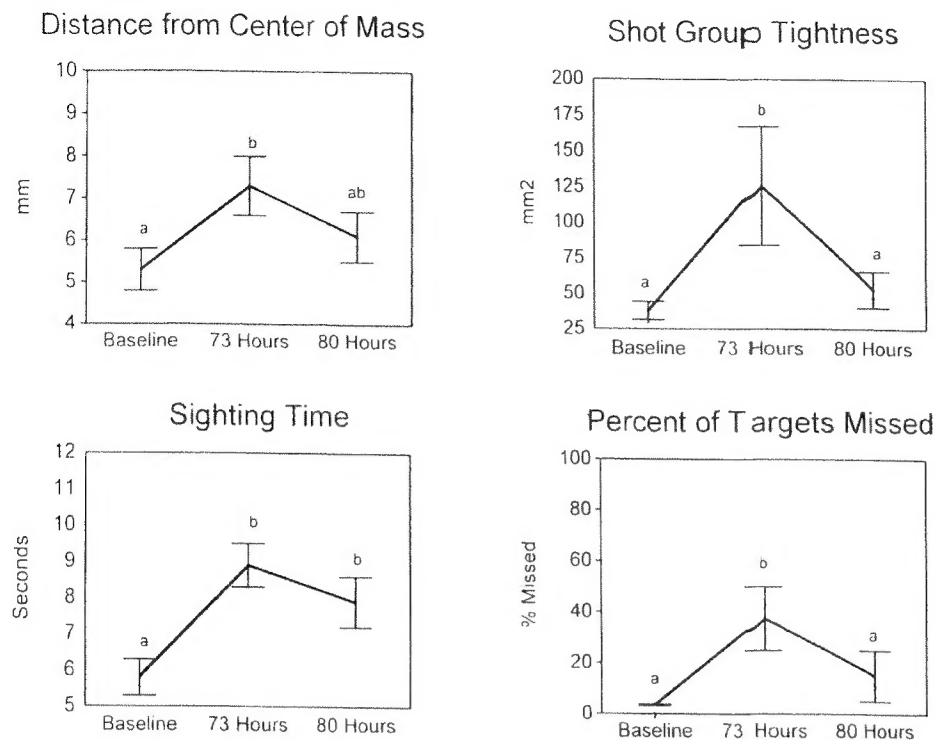 Distance from Center of Mass
10
9
8
7
6
5
4
mm
a
b
ab
Baseline 73 Hours 80 Hours
Shot Group Tightness
200
175
150
125
100
75
50
25
mm2
a
b
a
Baseline 73 Hours 80 Hours
Sighting Time
12
11
10
9
8
7
6
5
Seconds
a
b
b
Baseline 73 Hours 80 Hours
Percent of Targets Missed
100
80
60
40
20
0
% Missed
a
b
a
Baseline 73 Hours 80 Hours